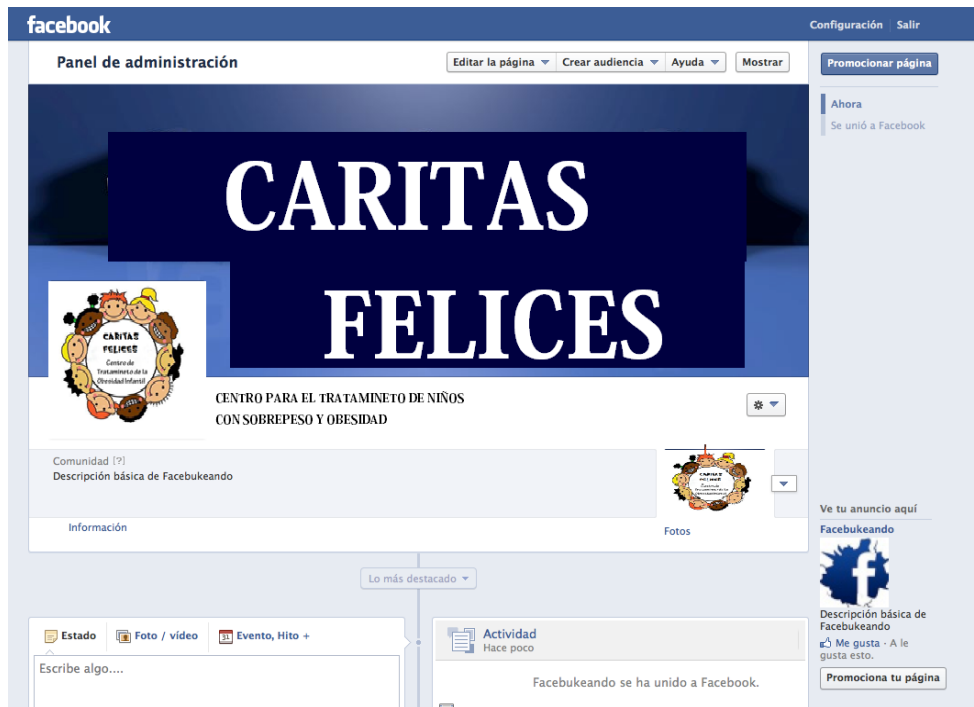 facebook
Configuración Salir
Panel de administración
Editar la página Crear audiencia Ayuda Mostrar
Promocionar página
Ahora
Se unió a Facebook
CARITAS
FELICES
CARITAS
FELICES
Centro de
Tratamineto de la
Obesidad Infantil
CENTRO PARA EL TRATAMINETO DE NIÑOS
CON SOBREPESO Y OBESIDAD
Comunidad [?]
Descripción básica de Facebukeando
CARITAS
FELICES
Información
Fotos
Ve tu anuncio aquí
Facebukeando
Descripción básica de
Facebukeando
Me gusta · A le
gusta esto.
Promociona tu página
Lo más destacado
Estado Foto / vídeo 31 Evento, Hito +
Escribe algo....
Actividad
Hace poco
Facebukeando se ha unido a Facebook.